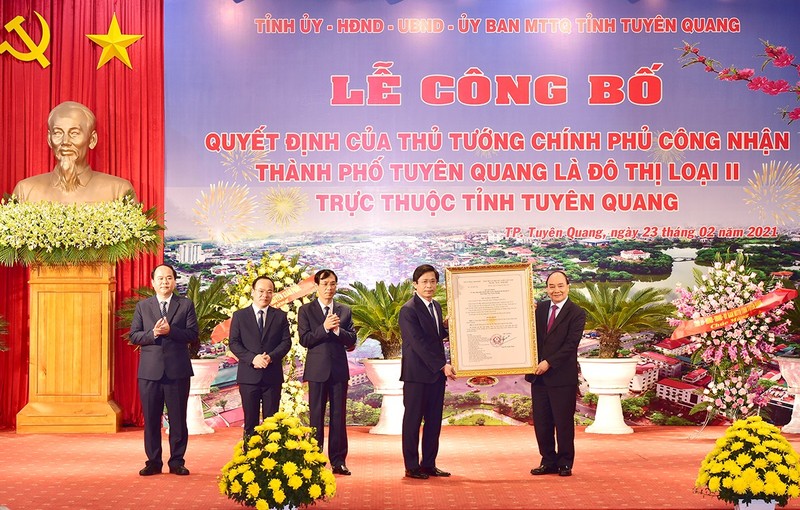 TỈNH ỦY - HĐND - UBND - ỦY BAN MTTQ TỈNH TUYÊN QUANG
LỄ CÔNG BỐ
QUYẾT ĐỊNH CỦA THỦ TƯỚNG CHÍNH PHỦ CÔNG NHẬN
THÀNH PHỐ TUYÊN QUANG LÀ ĐÔ THỊ LOẠI II
TRỰC THUỘC TỈNH TUYÊN QUANG
TP. Tuyên Quang, ngày 23 tháng 02 năm 2021